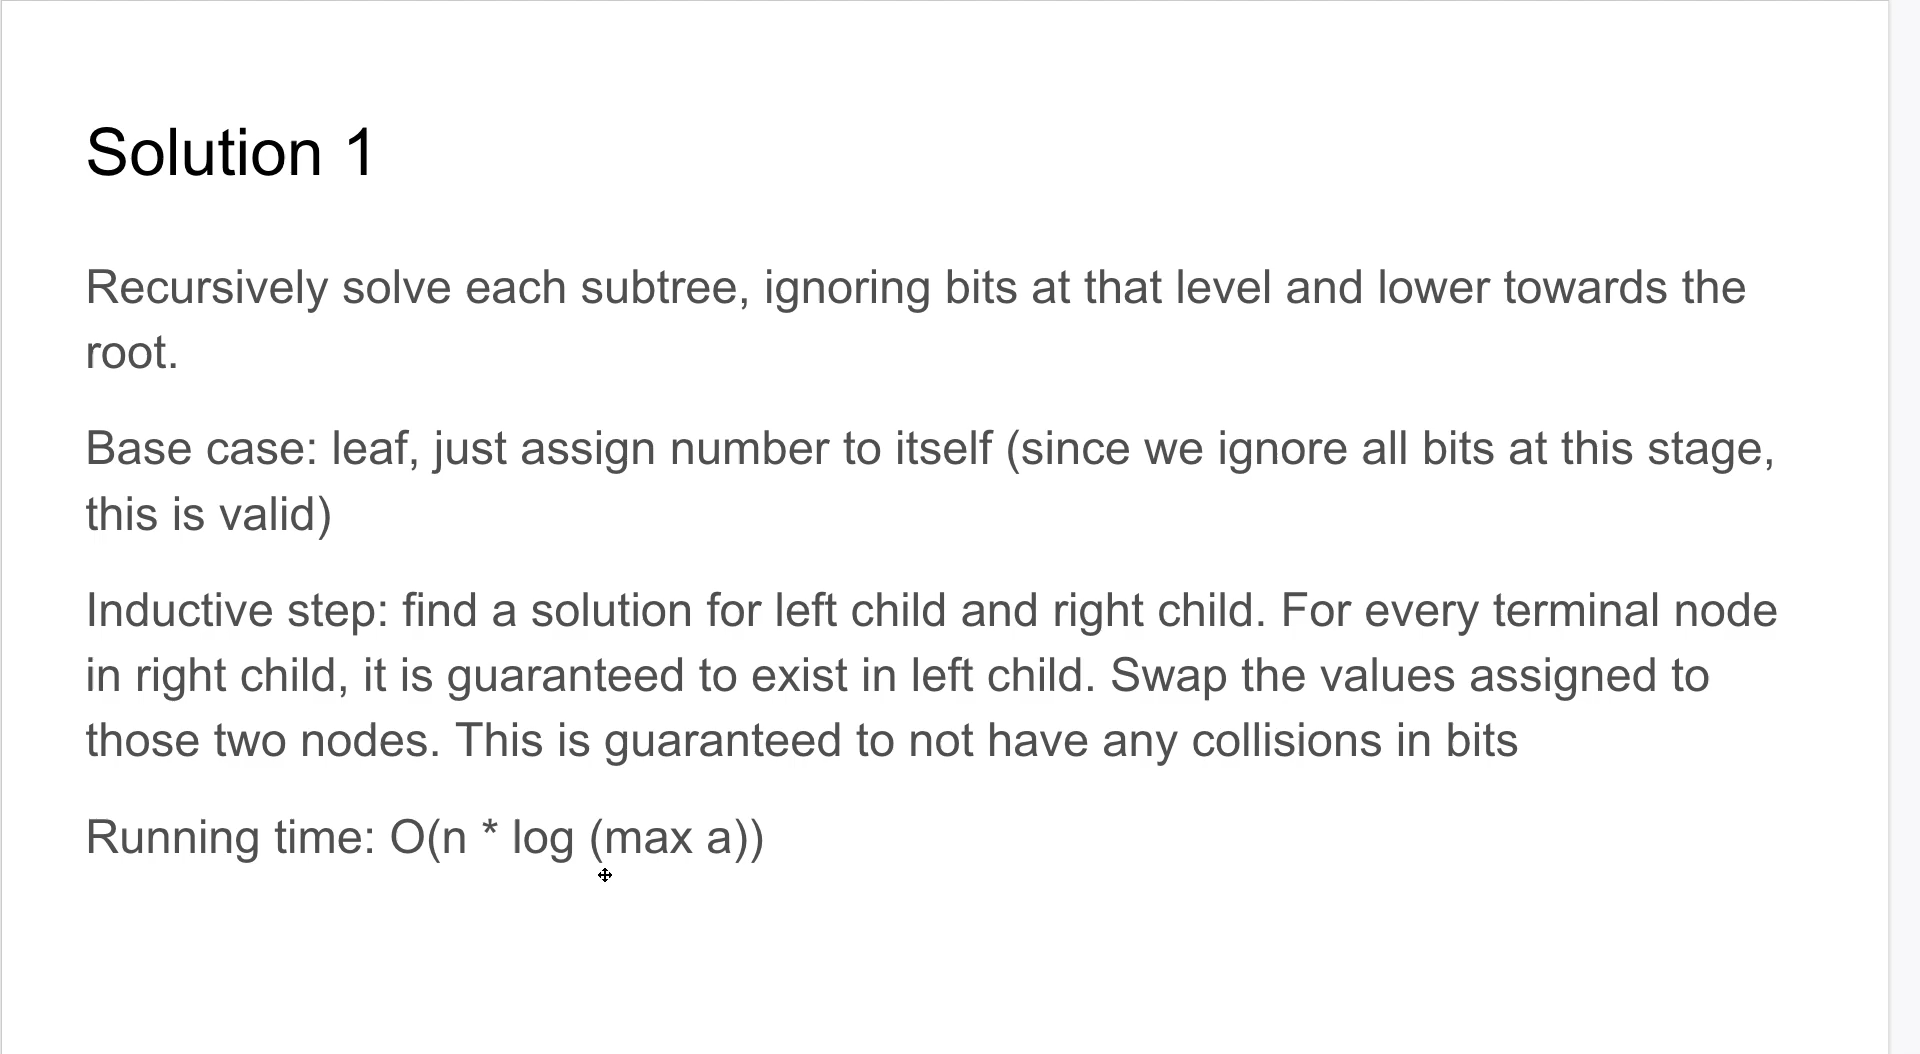 Solution 1
Recursively solve each subtree, ignoring bits at that level and lower towards the
root.
Base case: leaf, just assign number to itself (since we ignore all bits at this stage,
this is valid)
Inductive step: find a solution for left child and right child. For every terminal node
in right child, it is guaranteed to exist in left child. Swap the values assigned to
those two nodes. This is guaranteed to not have any collisions in bits
Running time: O(n * log (max a))